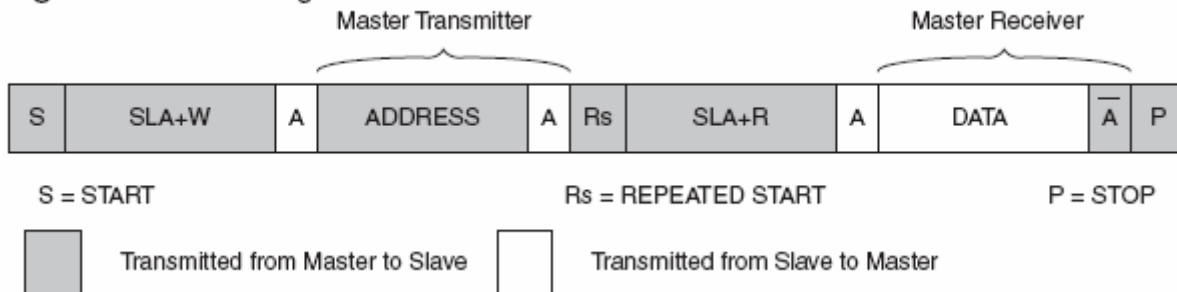 Master Transmitter Master Receiver
S SLA+W A ADDRESS A Rs SLA+R A DATA A̅ P
S = START Rs = REPEATED START P = STOP
Transmitted from Master to Slave Transmitted from Slave to Master